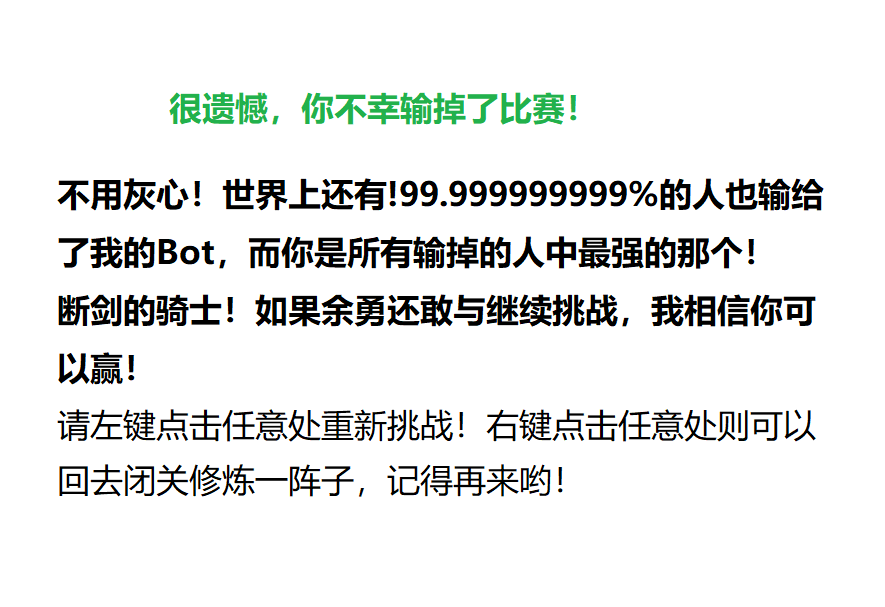 很遗憾，你不幸输掉了比赛！
不用灰心！世界上还有!99.999999999%的人也输给
了我的Bot，而你是所有输掉的人中最强的那个！
断剑的骑士！如果余勇还敢与继续挑战，我相信你可
以赢！
请左键点击任意处重新挑战！右键点击任意处则可以
回去闭关修炼一阵子，记得再来哟！